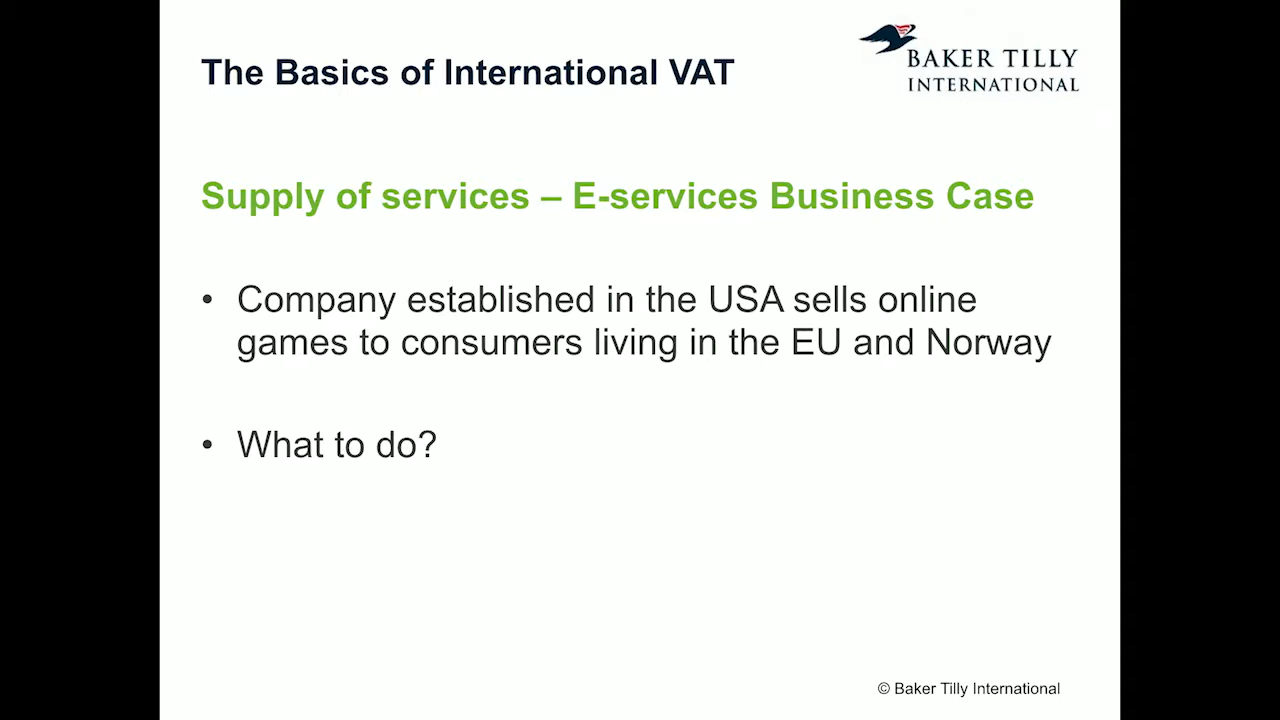 The Basics of International VAT
BAKER TILLY
INTERNATIONAL
Supply of services – E-services Business Case
• Company established in the USA sells online
games to consumers living in the EU and Norway
• What to do?
© Baker Tilly International